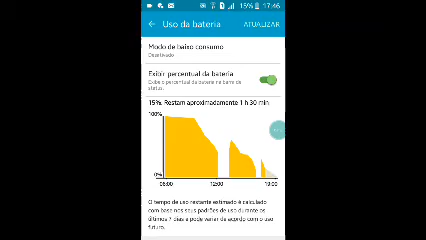 15% 17:46
Uso da bateria
ATUALIZAR
Modo de baixo consumo
Desativado
Exibir percentual da bateria
Exibe o percentual da bateria na barra de
status.
15%. Restam aproximadamente 1 h 30 min
100%
0%
12:00
19:00
O tempo de uso restante estimado é calculado
com base nos seus padrões de uso durante os
últimos 7 dias e pode variar de acordo com o uso
futuro.